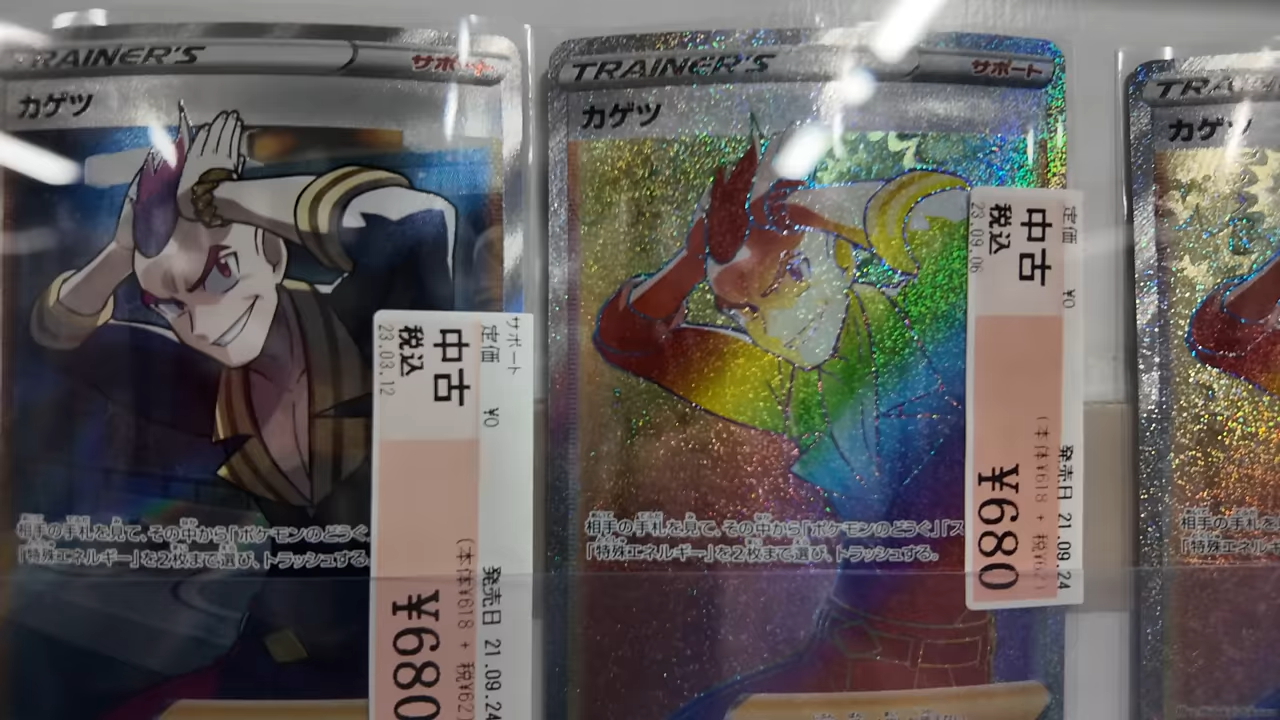 TRAINER'S サポート
カゲツ
相手の手札を見て、その中から「ポケモンのどうぐ
「特殊エネルギー」を2枚まで選び、トラッシュする
サポート
定価 ¥0
中古
税込
23.03.12
発売日 21.09.24
(本体¥618 + 税¥62)
¥680
TRAINER'S サポート
カゲツ
相手の手札を見て、その中から「ポケモンのどうぐ」「ス
「特殊エネルギー」を2枚まで選び、トラッシュする。
定価 ¥0
中古
税込
23.09.06
発売日 21.09.24
(本体¥618 + 税¥62)
¥680
TRA
カゲツ
相手の手札を
「特殊エネル